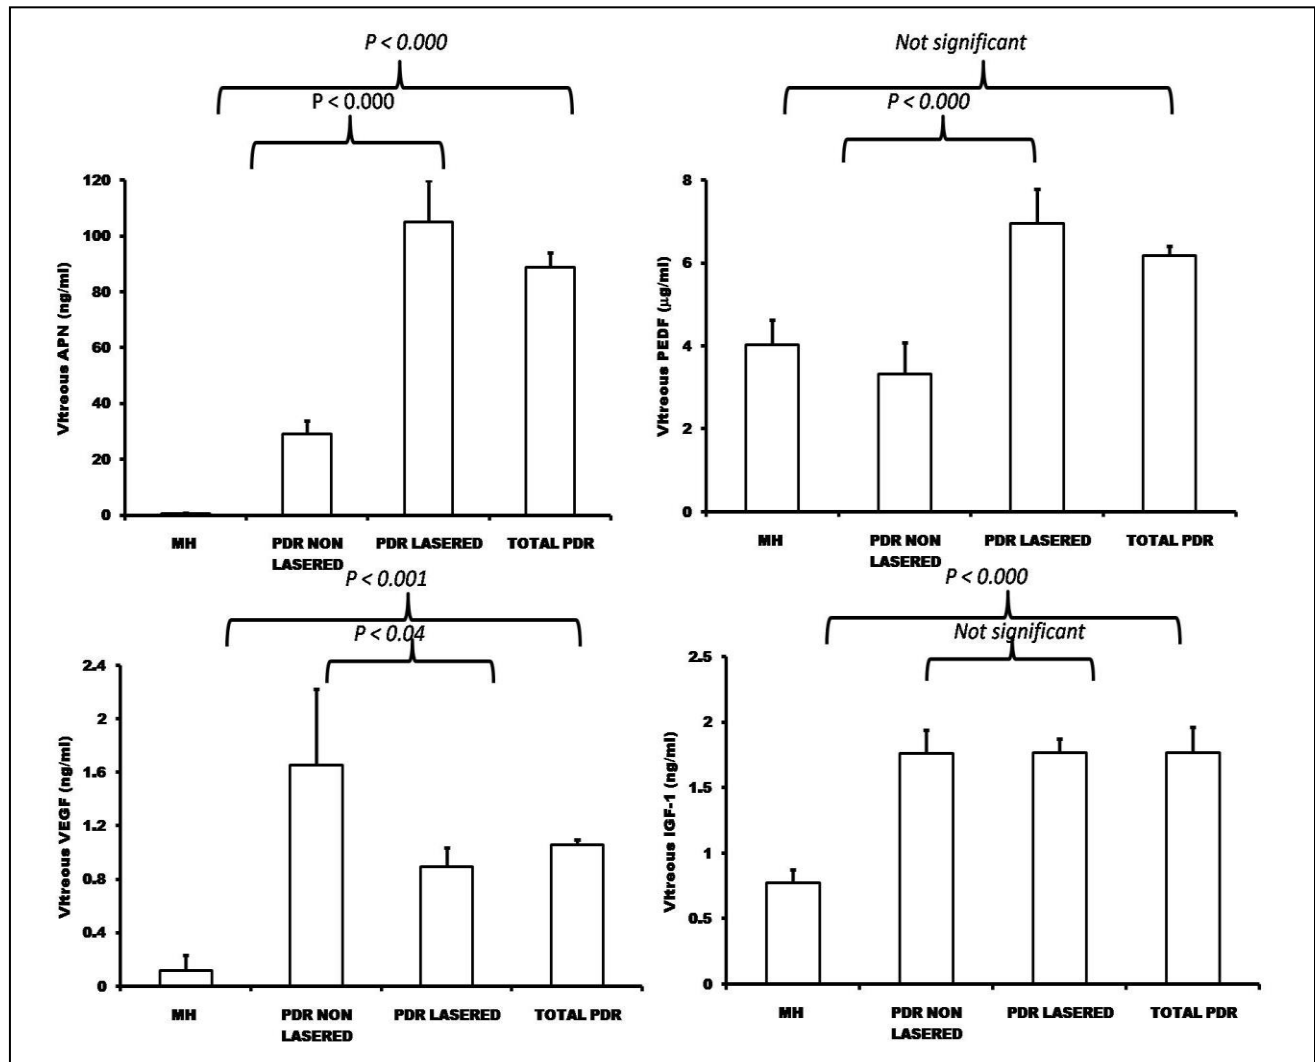 P < 0.000
P < 0.000
Vitreous APN (ng/ml)
120
100
80
60
40
20
0
MH
PDR NON
LASERED
PDR LASERED
TOTAL PDR
Not significant
P < 0.000
Vitreous PEDF (µg/ml)
8
6
4
2
0
MH
PDR NON
LASERED
PDR LASERED
TOTAL PDR
P < 0.001
P < 0.04
Vitreous VEGF (ng/ml)
2.4
2
1.6
1.2
0.8
0.4
0
MH
PDR NON
LASERED
PDR LASERED
TOTAL PDR
P < 0.000
Not significant
Vitreous IGF-1 (ng/ml)
2.5
2
1.5
1
0.5
0
MH
PDR NON
LASERED
PDR LASERED
TOTAL PDR